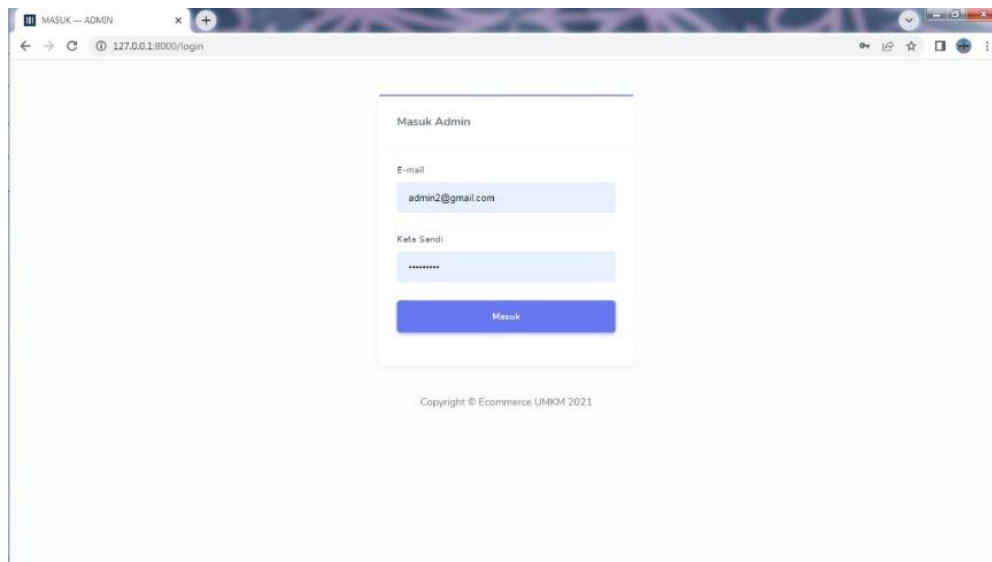 MASUK — ADMIN
127.0.0.1:8000/login
Masuk Admin
E-mail
admin2@gmail.com
Kata Sandi
•••••••••
Masuk
Copyright © Ecommerce UMKM 2021